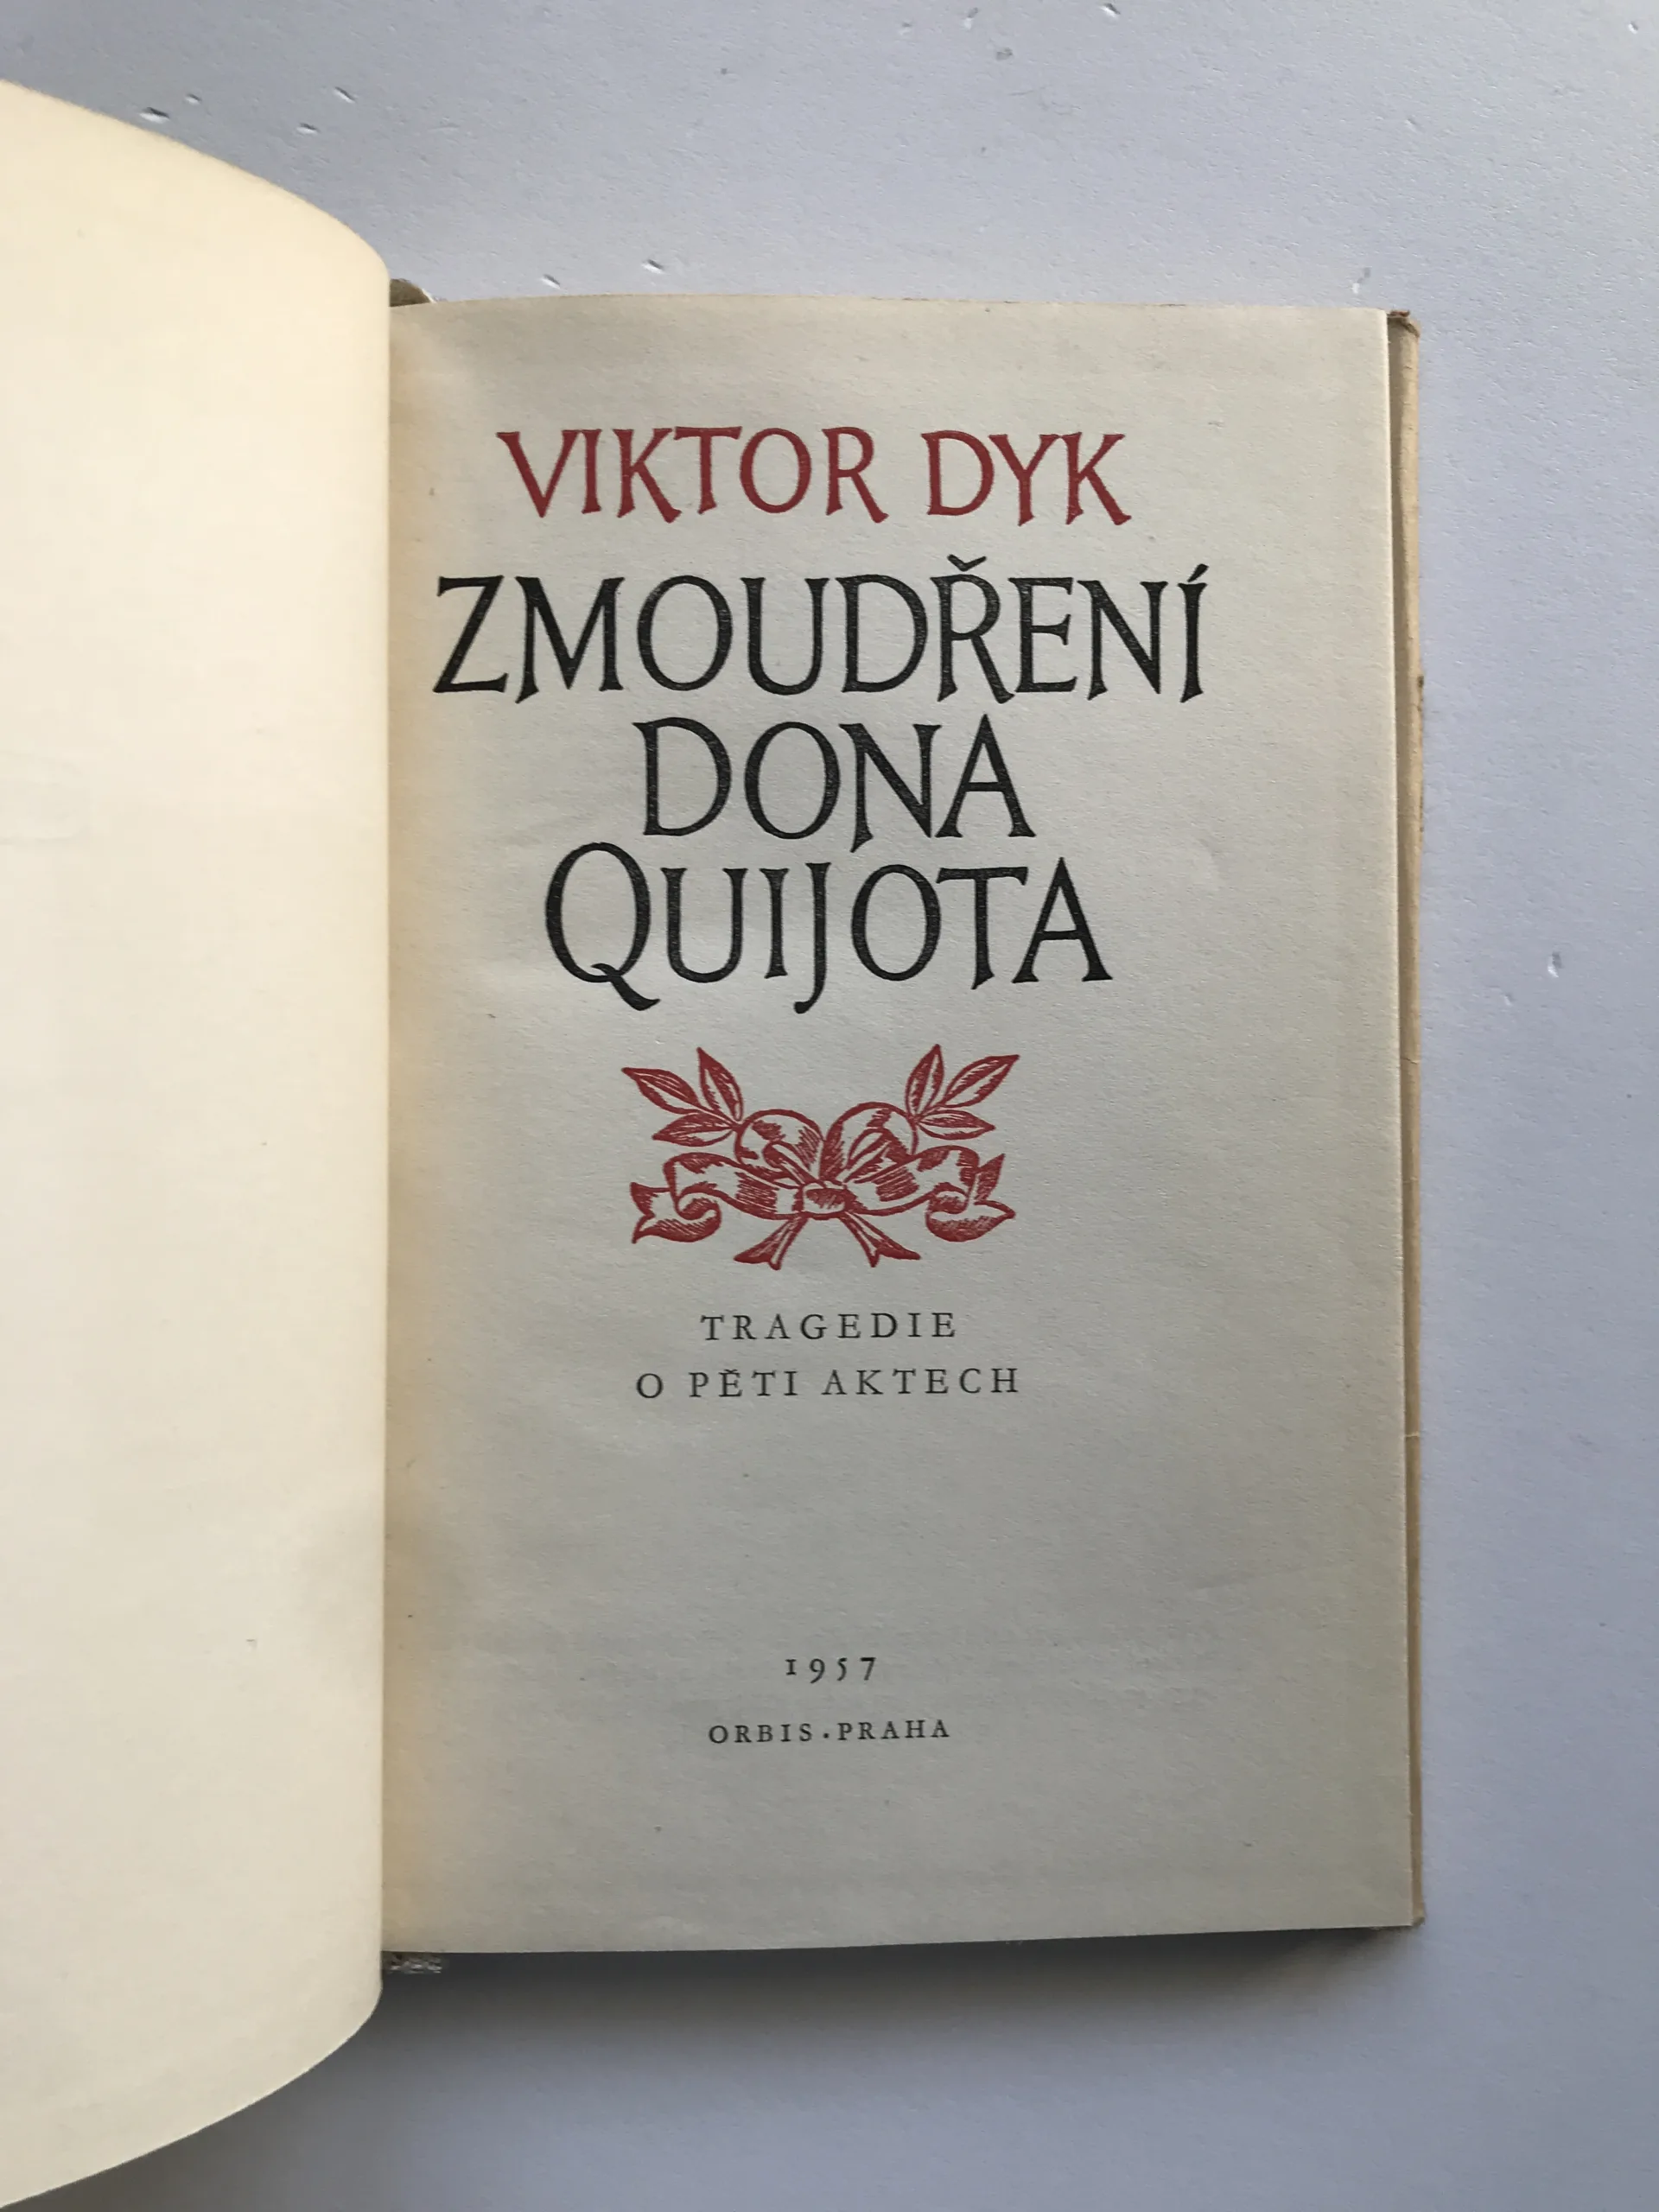 VIKTOR DYK
ZMOUDŘENÍ
DONA
QUIJOTA
TRAGEDIE
O PĚTI AKTECH
1957
ORBIS·PRAHA